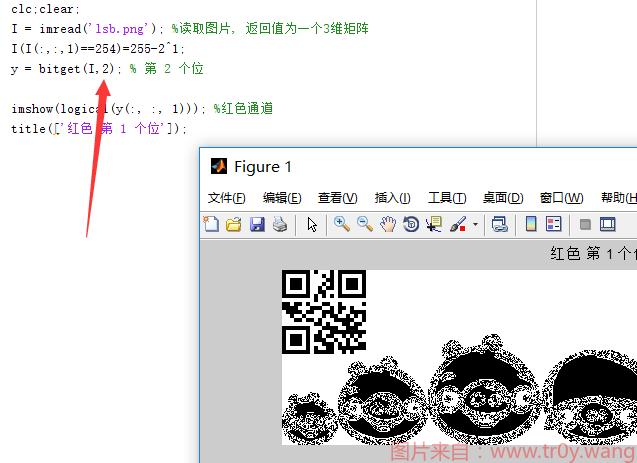 clc;clear;
I = imread('lsb.png'); %读取图片, 返回值为一个3维矩阵
I(I(:,:,1)==254)=255-2^1;
y = bitget(I,2); % 第 2 个位
imshow(logical(y(:, :, 1))); %红色通道
title(['红色 第 1 个位']);
Figure 1
文件(F) 编辑(E) 查看(V) 插入(I) 工具(T) 桌面(D) 窗口(W) 帮助(H
红色 第 1 个位
图片来自：www.tr0y.wang